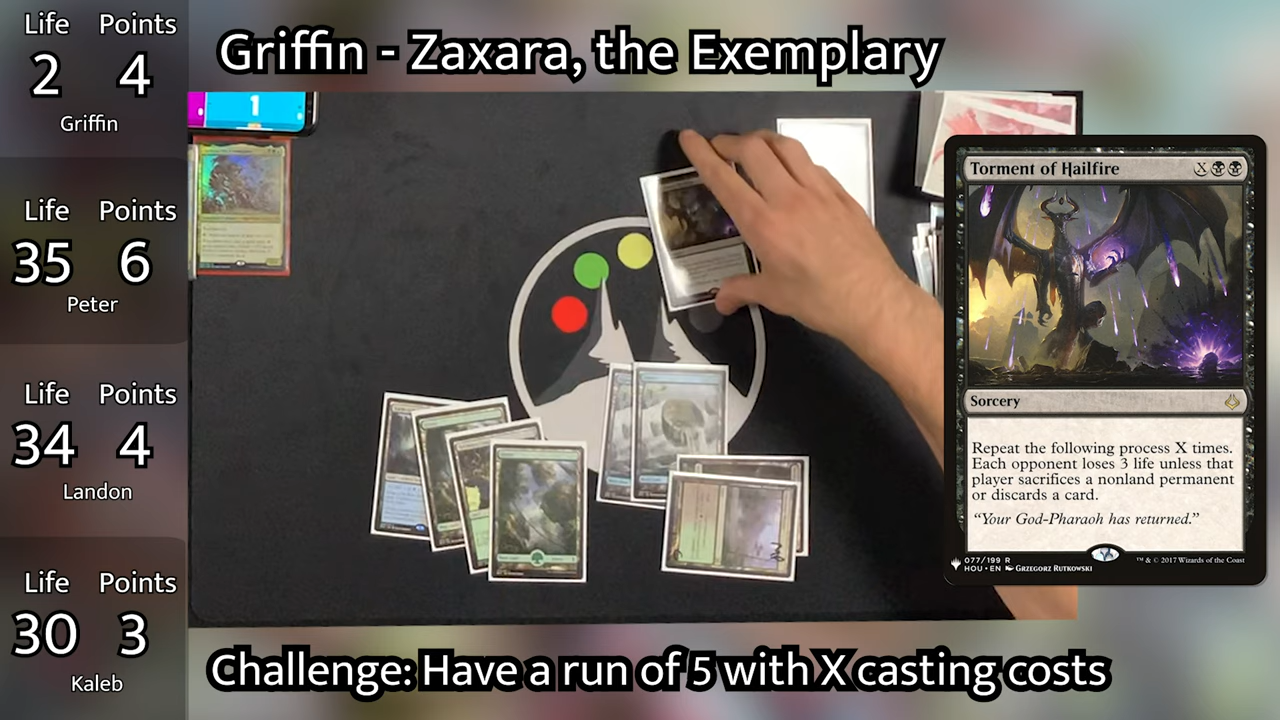 Life Points
2 4
Griffin
Life Points
35 6
Peter
Life Points
34 4
Landon
Life Points
30 3
Kaleb
Griffin - Zaxara, the Exemplary
1
Torment of Hailfire X
Sorcery
Repeat the following process X times.
Each opponent loses 3 life unless that
player sacrifices a nonland permanent
or discards a card.
"Your God-Pharaoh has returned."
077/199 R
HOU • EN GRZEGORZ RUTKOWSKI
™ & © 2017 Wizards of the Coast
Challenge: Have a run of 5 with X casting costs